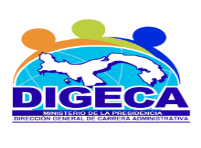 DIGECA
MINISTERIO DE LA PRESIDENCIA
DIRECCIÓN GENERAL DE CARRERA ADMINISTRATIVA